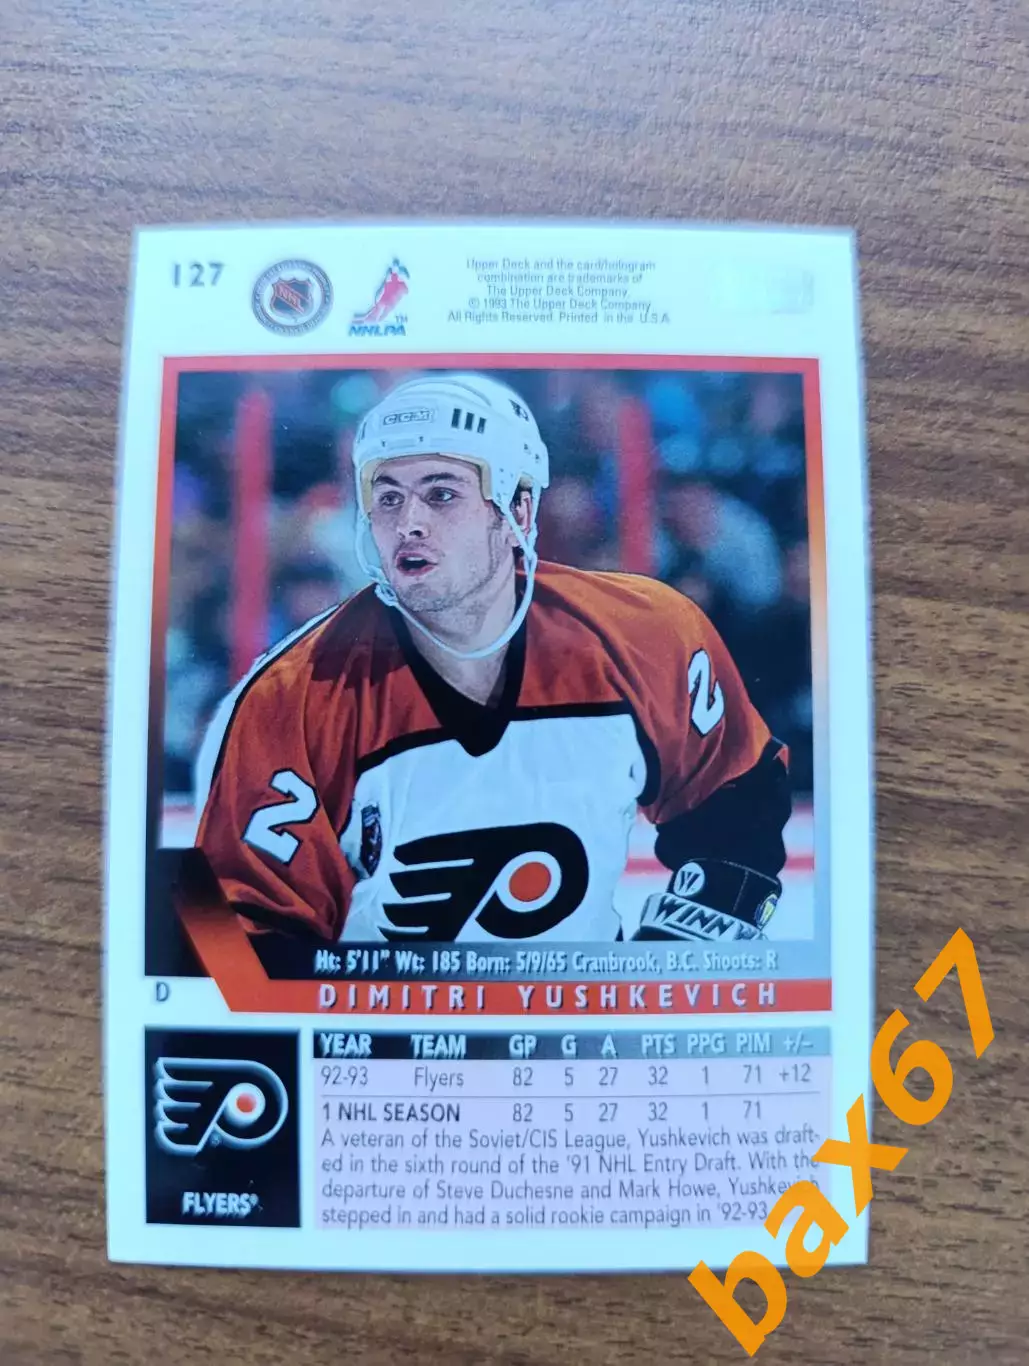 127
NHL
NHLPA
TM
Upper Deck and the card/hologram
combination are trademarks of
The Upper Deck Company.
© 1993 The Upper Deck Company.
All Rights Reserved. Printed in the U.S.A.
CCM
2
2
WINNW
Ht: 5'11" Wt: 185 Born: 5/9/65 Cranbrook, B.C. Shoots: R
D
DIMITRI YUSHKEVICH
YEAR TEAM GP G A PTS PPG PIM +/–
92-93 Flyers 82 5 27 32 1 71 +12
1 NHL SEASON 82 5 27 32 1 71
A veteran of the Soviet/CIS League, Yushkevich was draft-
ed in the sixth round of the '91 NHL Entry Draft. With the
departure of Steve Duchesne and Mark Howe, Yushkevich
stepped in and had a solid rookie campaign in '92-93
FLYERS®
bax67